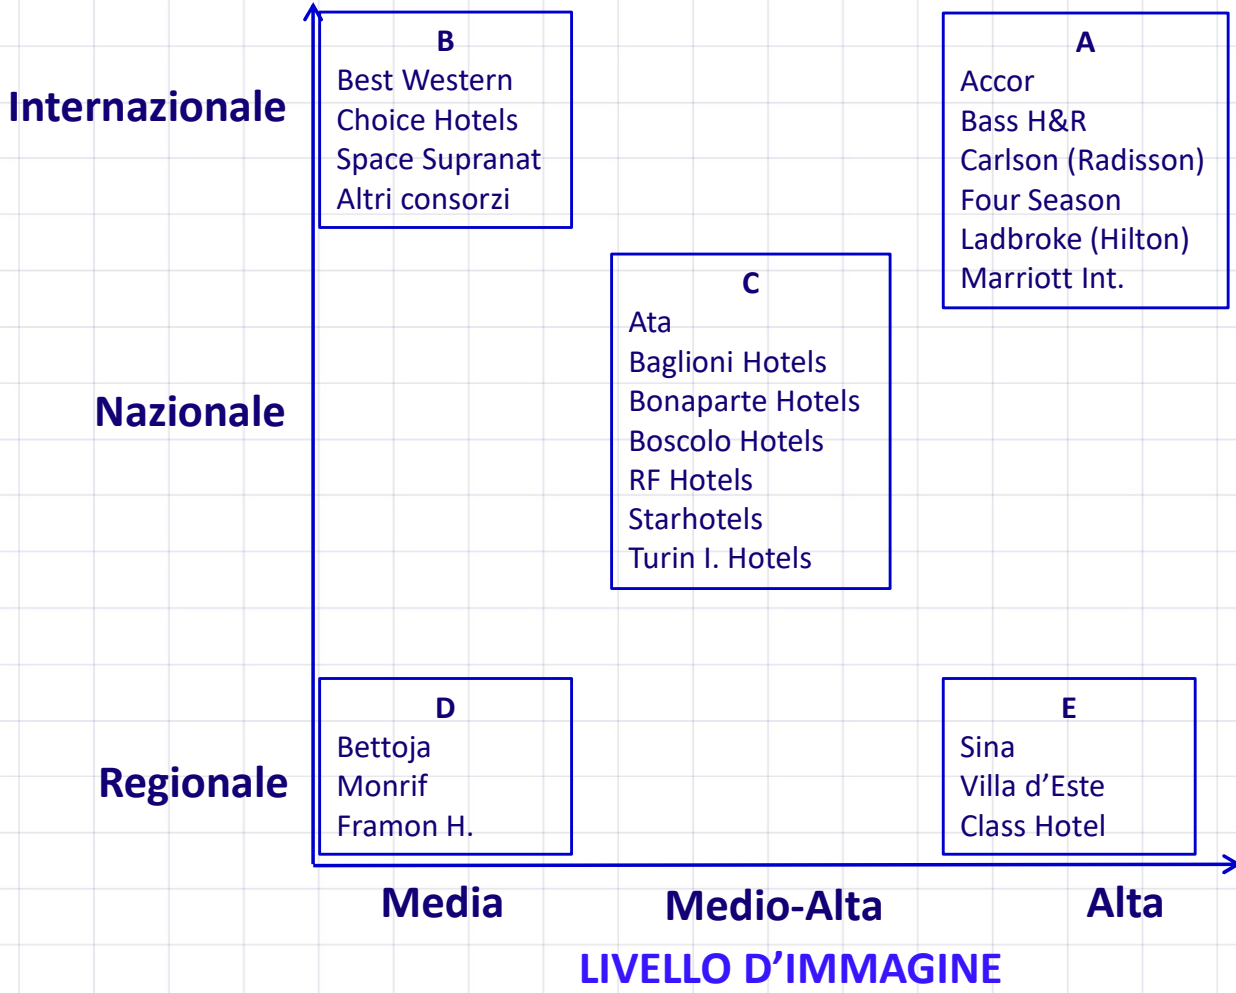 Internazionale
B
Best Western
Choice Hotels
Space Supranat
Altri consorzi
A
Accor
Bass H&R
Carlson (Radisson)
Four Season
Ladbroke (Hilton)
Marriott Int.
Nazionale
C
Ata
Baglioni Hotels
Bonaparte Hotels
Boscolo Hotels
RF Hotels
Starhotels
Turin I. Hotels
Regionale
D
Bettoja
Monrif
Framon H.
E
Sina
Villa d’Este
Class Hotel
Media
Medio-Alta
Alta
LIVELLO D’IMMAGINE